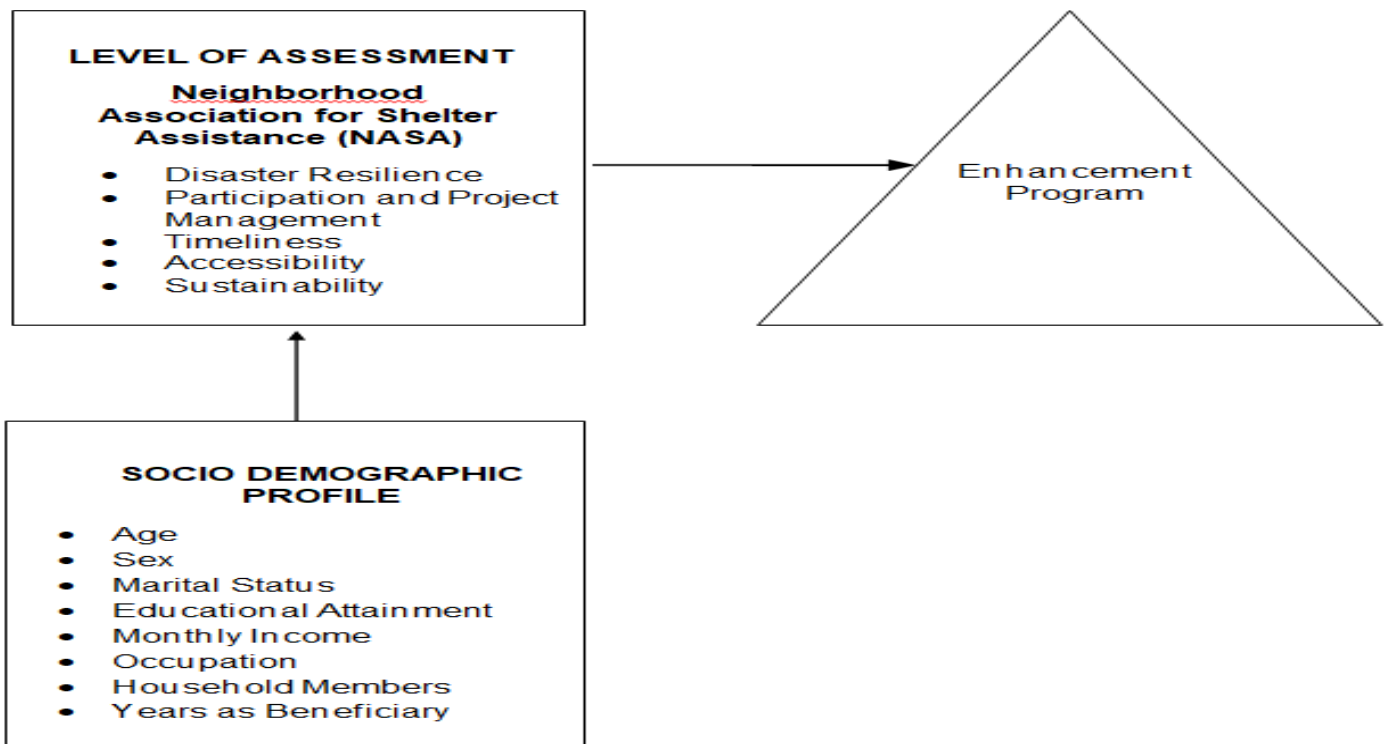 LEVEL OF ASSESSMENT
Neighborhood
Association for Shelter
Assistance (NASA)
• Disaster Resilience
• Participation and Project
Management
• Timeliness
• Accessibility
• Sustainability
Enhancement
Program
SOCIO DEMOGRAPHIC
PROFILE
• Age
• Sex
• Marital Status
• Educational Attainment
• Monthly Income
• Occupation
• Household Members
• Years as Beneficiary